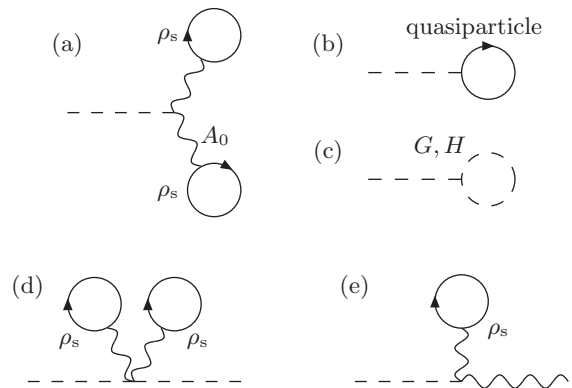 (a)
ρs
A0
ρs
(b)
quasiparticle
(c)
G, H
(d)
ρs
ρs
(e)
ρs